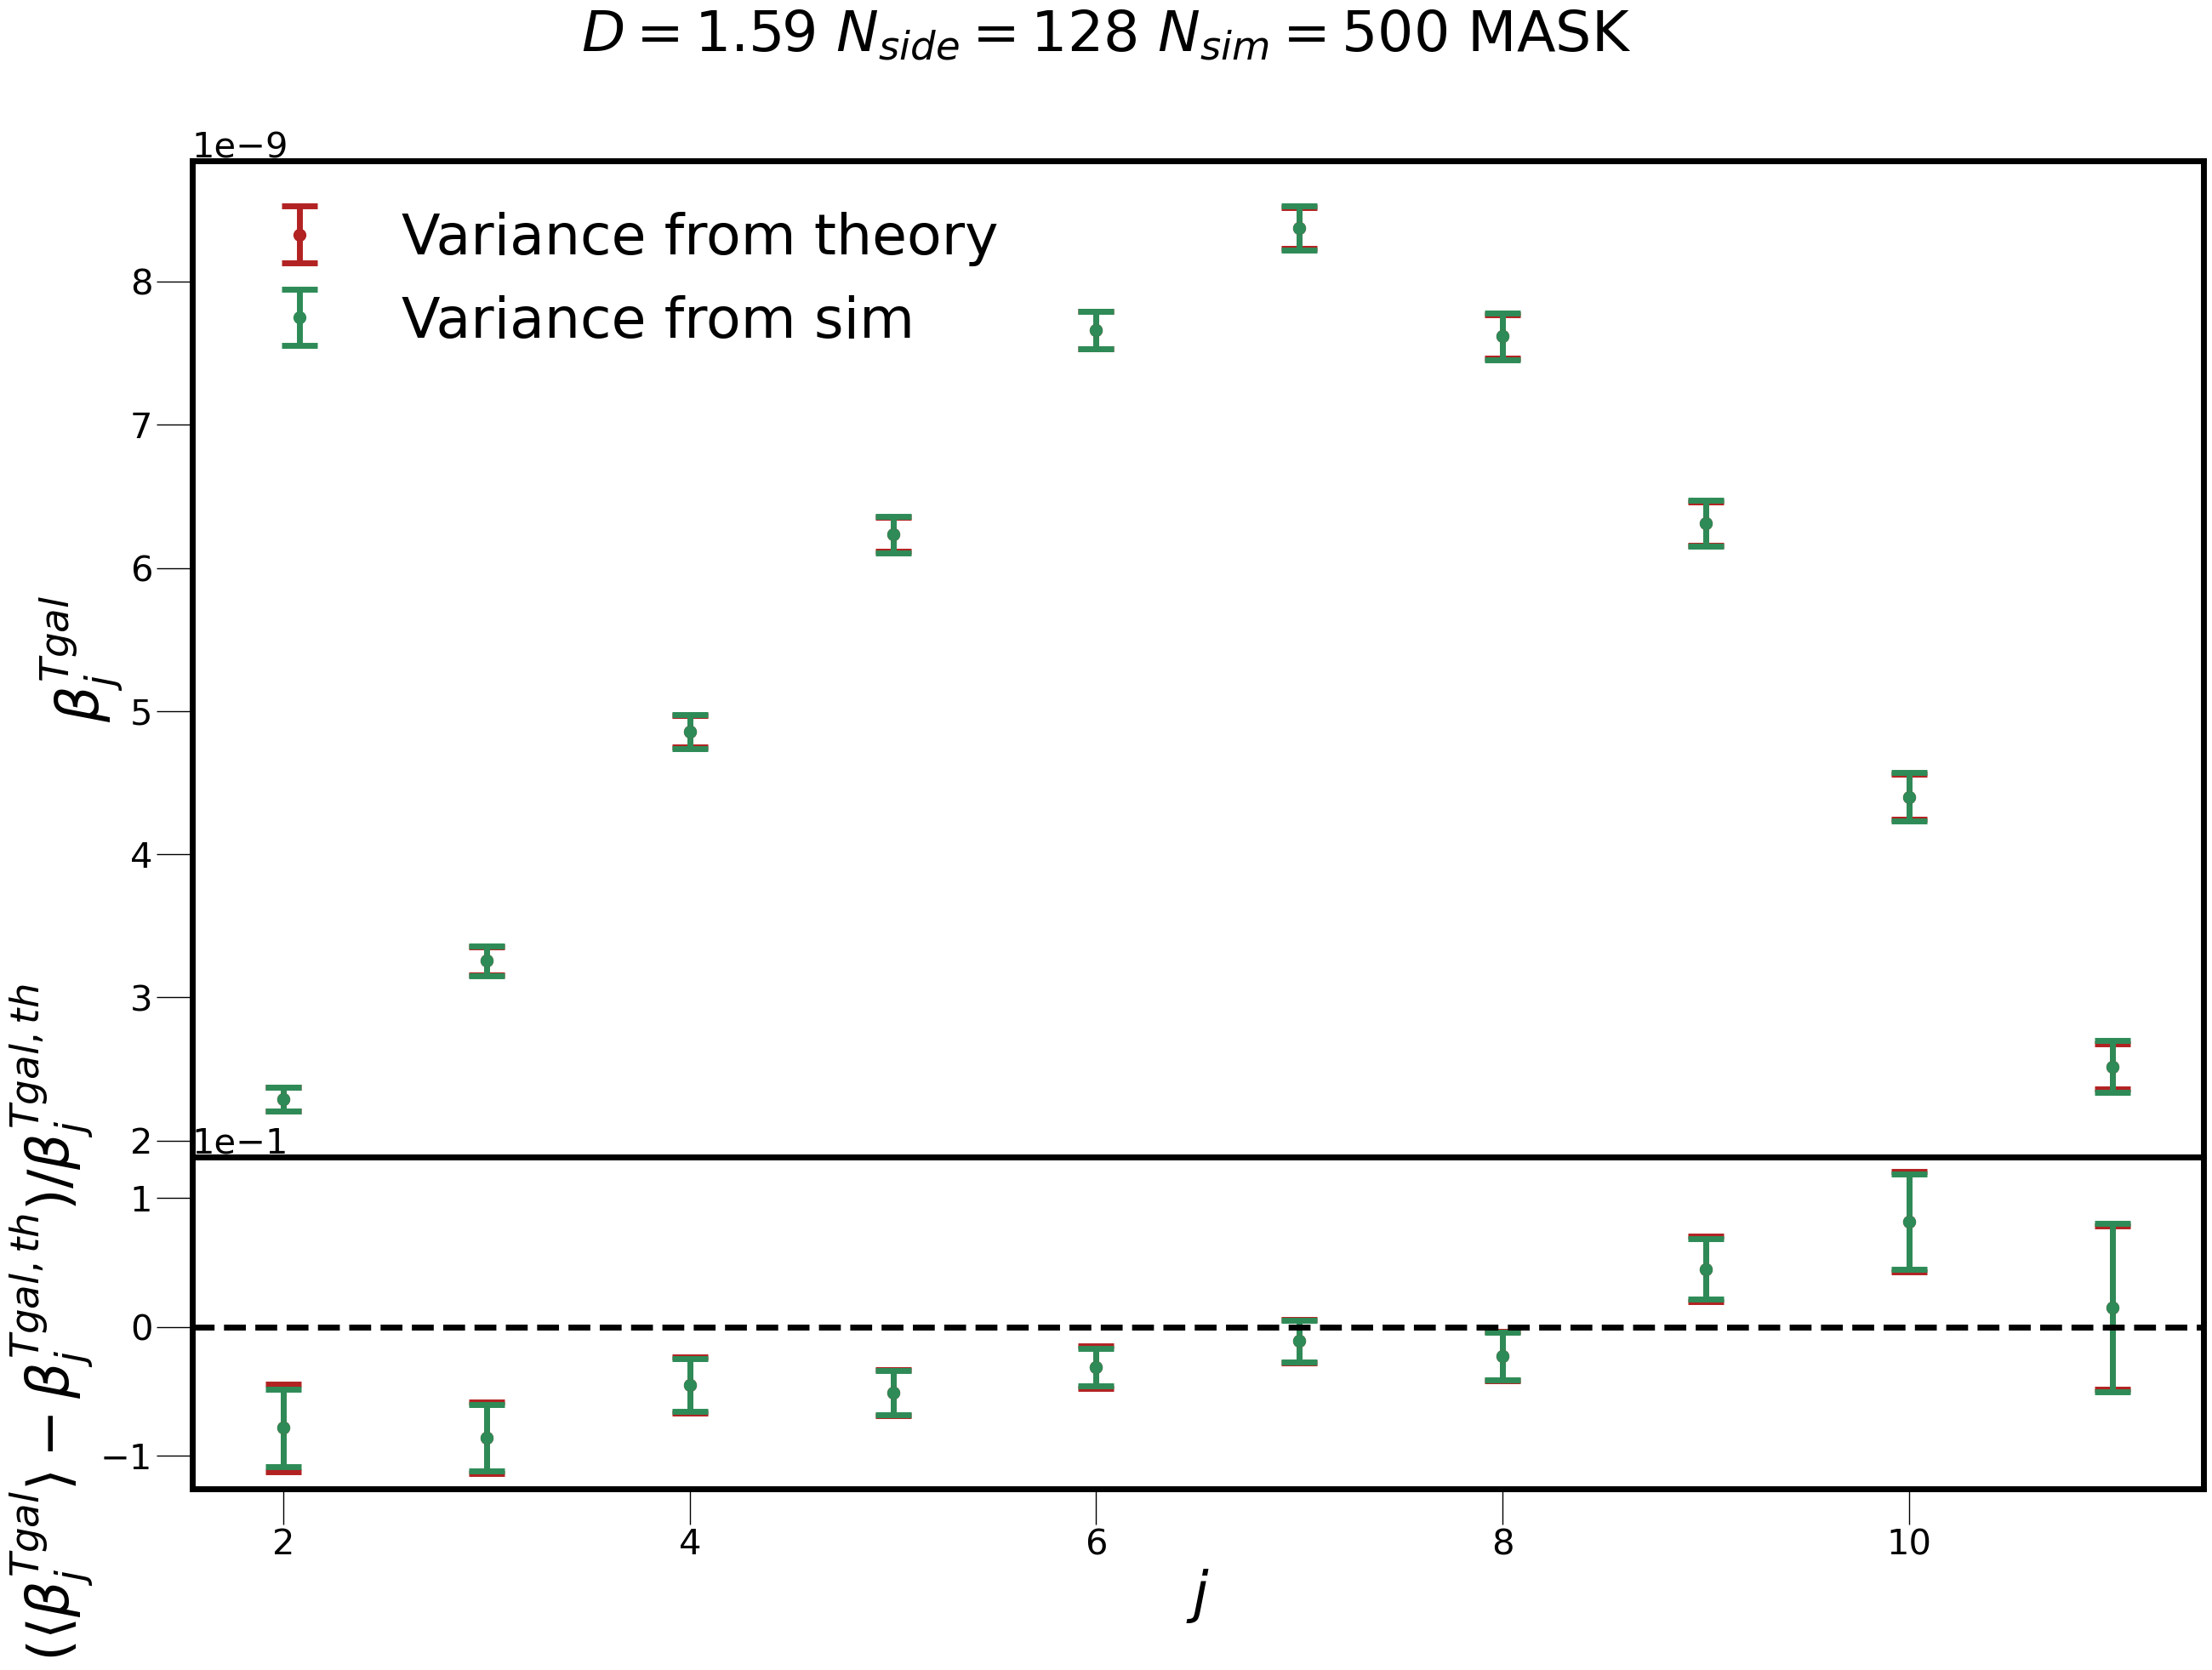 D = 1.59 N_side = 128 N_sim = 500 MASK
1e−9
Variance from theory
Variance from sim
8
7
6
5
4
3
2
β_j^Tgal
1e−1
1
0
−1
(⟨β_j^Tgal⟩ − β_j^Tgal, th)/β_j^Tgal, th
2 4 6 8 10
j